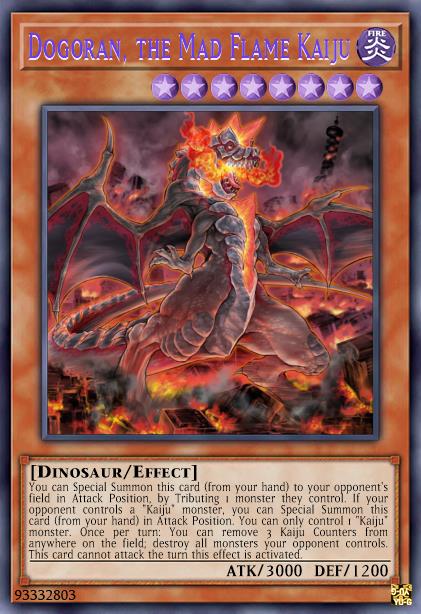 Dogoran, the Mad Flame Kaiju
FIRE
炎
[Dinosaur/Effect]
You can Special Summon this card (from your hand) to your opponent's
field in Attack Position, by Tributing 1 monster they control. If your
opponent controls a "Kaiju" monster, you can Special Summon this
card (from your hand) in Attack Position. You can only control 1 "Kaiju"
monster. Once per turn: You can remove 3 Kaiju Counters from
anywhere on the field; destroy all monsters your opponent controls.
This card cannot attack the turn this effect is activated.
ATK/3000 DEF/1200
93332803